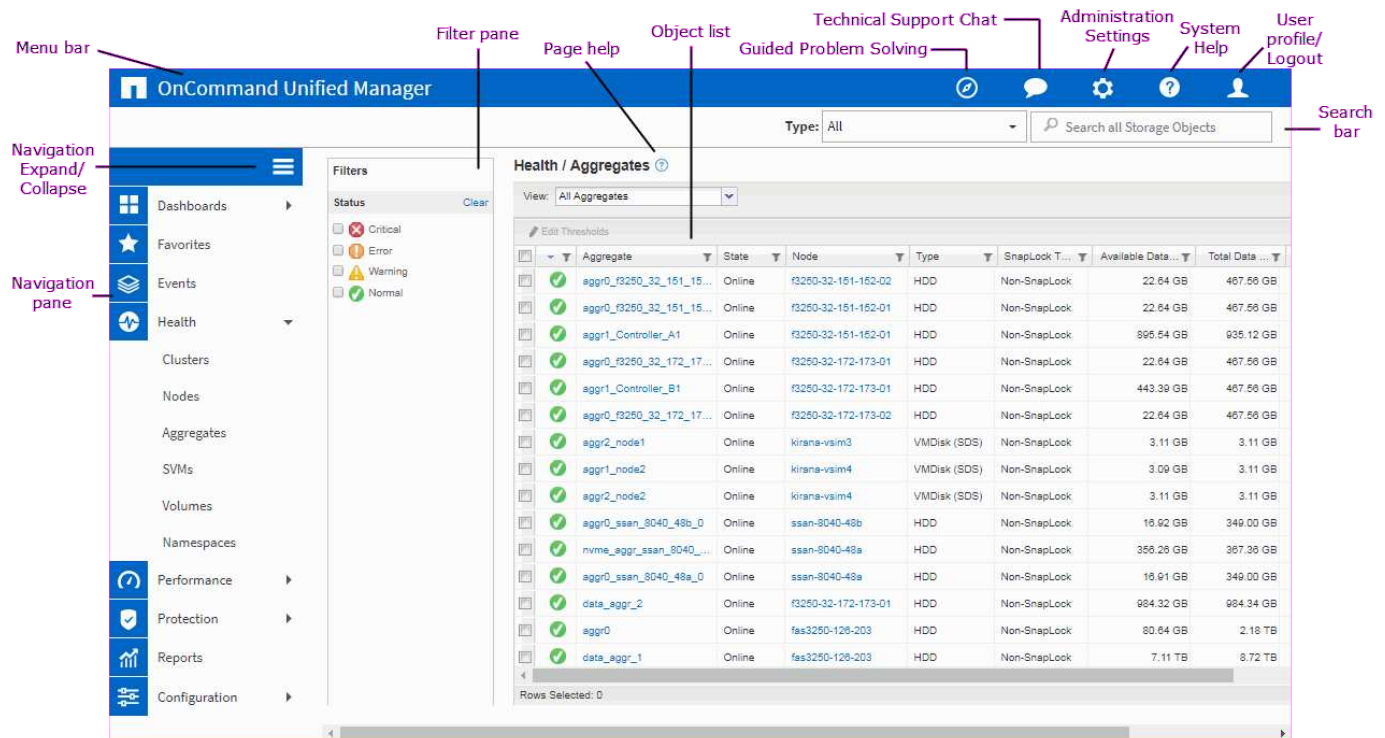 Menu bar
Filter pane
Page help
Object list
Technical Support Chat
Guided Problem Solving
Administration
Settings
System
Help
User
profile/
Logout
OnCommand Unified Manager
Type: All
Search all Storage Objects
Search
bar
Navigation
Expand/
Collapse
Navigation
pane
Dashboards
Favorites
Events
Health
Clusters
Nodes
Aggregates
SVMs
Volumes
Namespaces
Performance
Protection
Reports
Configuration
Filters
Status Clear
Critical
Error
Warning
Normal
Health / Aggregates
View: All Aggregates
Edit Thresholds
Aggregate State Node Type SnapLock T... Available Data... Total Data ...
aggr0_f3250_32_151_15... Online f3250-32-151-152-02 HDD Non-SnapLock 22.64 GB 467.56 GB
aggr0_f3250_32_151_15... Online f3250-32-151-152-01 HDD Non-SnapLock 22.64 GB 467.56 GB
aggr1_Controller_A1 Online f3250-32-151-152-01 HDD Non-SnapLock 895.54 GB 935.12 GB
aggr0_f3250_32_172_17... Online f3250-32-172-173-01 HDD Non-SnapLock 22.64 GB 467.56 GB
aggr1_Controller_B1 Online f3250-32-172-173-01 HDD Non-SnapLock 443.39 GB 467.56 GB
aggr0_f3250_32_172_17... Online f3250-32-172-173-02 HDD Non-SnapLock 22.64 GB 467.56 GB
aggr2_node1 Online kirana-vsim3 VMDisk (SDS) Non-SnapLock 3.11 GB 3.11 GB
aggr1_node2 Online kirana-vsim4 VMDisk (SDS) Non-SnapLock 3.09 GB 3.11 GB
aggr2_node2 Online kirana-vsim4 VMDisk (SDS) Non-SnapLock 3.11 GB 3.11 GB
aggr0_ssan_8040_48b_0 Online ssan-8040-48b HDD Non-SnapLock 16.92 GB 349.00 GB
nvme_aggr_ssan_8040_... Online ssan-8040-48a HDD Non-SnapLock 356.26 GB 367.36 GB
aggr0_ssan_8040_48a_0 Online ssan-8040-48a HDD Non-SnapLock 16.91 GB 349.00 GB
data_aggr_2 Online f3250-32-172-173-01 HDD Non-SnapLock 984.32 GB 984.34 GB
aggr0 Online fas3250-126-203 HDD Non-SnapLock 80.64 GB 2.18 TB
data_aggr_1 Online fas3250-126-203 HDD Non-SnapLock 7.11 TB 8.72 TB
Rows Selected: 0